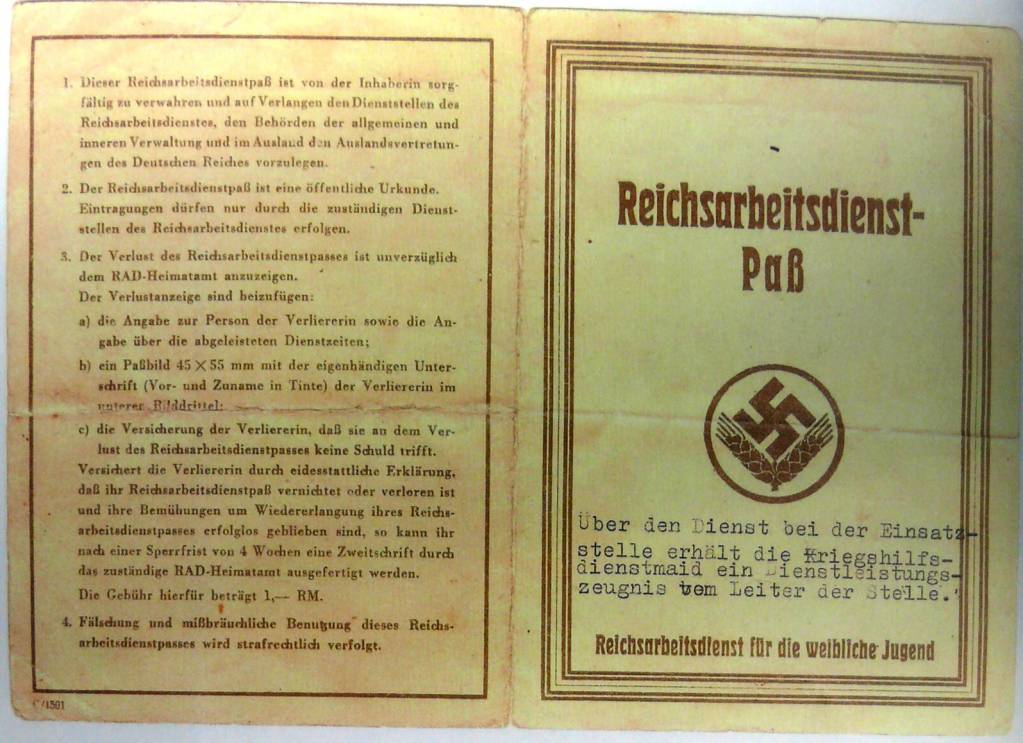 1. Dieser Reichsarbeitsdienstpaß ist von der Inhaberin sorg-
fältig zu verwahren und auf Verlangen den Dienststellen des
Reichsarbeitsdienstes, den Behörden der allgemeinen und
inneren Verwaltung und im Ausland den Auslandsvertretun-
gen des Deutschen Reiches vorzulegen.
2. Der Reichsarbeitsdienstpaß ist eine öffentliche Urkunde.
Eintragungen dürfen nur durch die zuständigen Dienst-
stellen des Reichsarbeitsdienstes erfolgen.
3. Der Verlust des Reichsarbeitsdienstpasses ist unverzüglich
dem RAD-Heimatamt anzuzeigen.
Der Verlustanzeige sind beizufügen:
a) die Angabe zur Person der Verliererin sowie die An-
gabe über die abgeleisteten Dienstzeiten;
b) ein Paßbild 45 × 55 mm mit der eigenhändigen Unter-
schrift (Vor- und Zuname in Tinte) der Verliererin im
unteren Bilddrittel;
c) die Versicherung der Verliererin, daß sie an dem Ver-
lust des Reichsarbeitsdienstpasses keine Schuld trifft.
Versichert die Verliererin durch eidesstattliche Erklärung,
daß ihr Reichsarbeitsdienstpaß vernichtet oder verloren ist
und ihre Bemühungen um Wiedererlangung ihres Reichs-
arbeitsdienstpasses erfolglos geblieben sind, so kann ihr
nach einer Sperrfrist von 4 Wochen eine Zweitschrift durch
das zuständige RAD-Heimatamt ausgefertigt werden.
Die Gebühr hierfür beträgt 1,— RM.
4. Fälschung und mißbräuchliche Benutzung dieses Reichs-
arbeitsdienstpasses wird strafrechtlich verfolgt.
Reichsarbeitsdienst-
Paß
Über den Dienst bei der Einsatz-
stelle erhält die Kriegshilfs-
dienstmaid ein Dienstleistungs-
zeugnis vom Leiter der Stelle.
Reichsarbeitsdienst für die weibliche Jugend